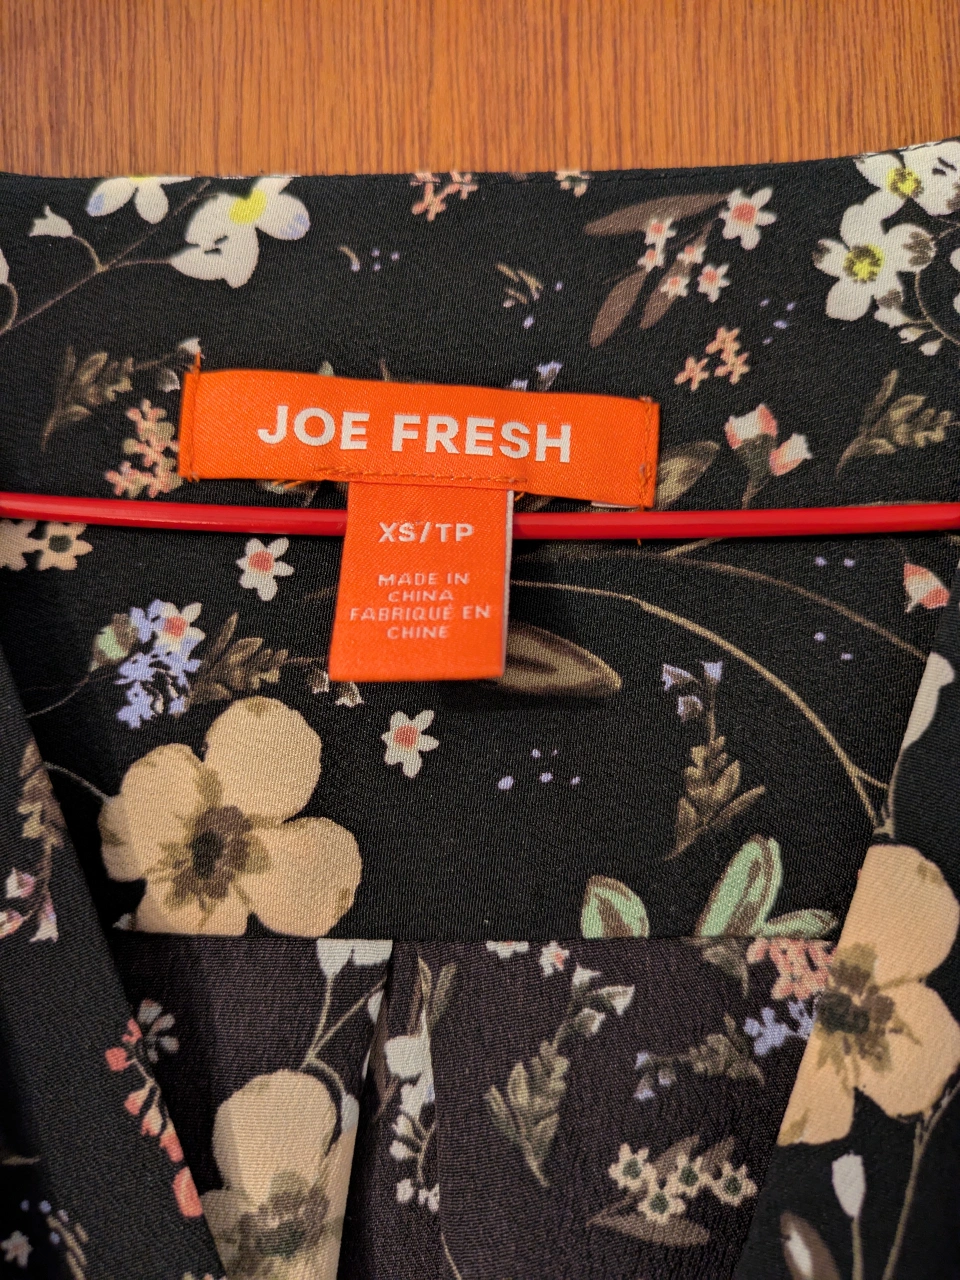 JOE FRESH
XS/TP
MADE IN
CHINA
FABRIQUÉ EN
CHINE